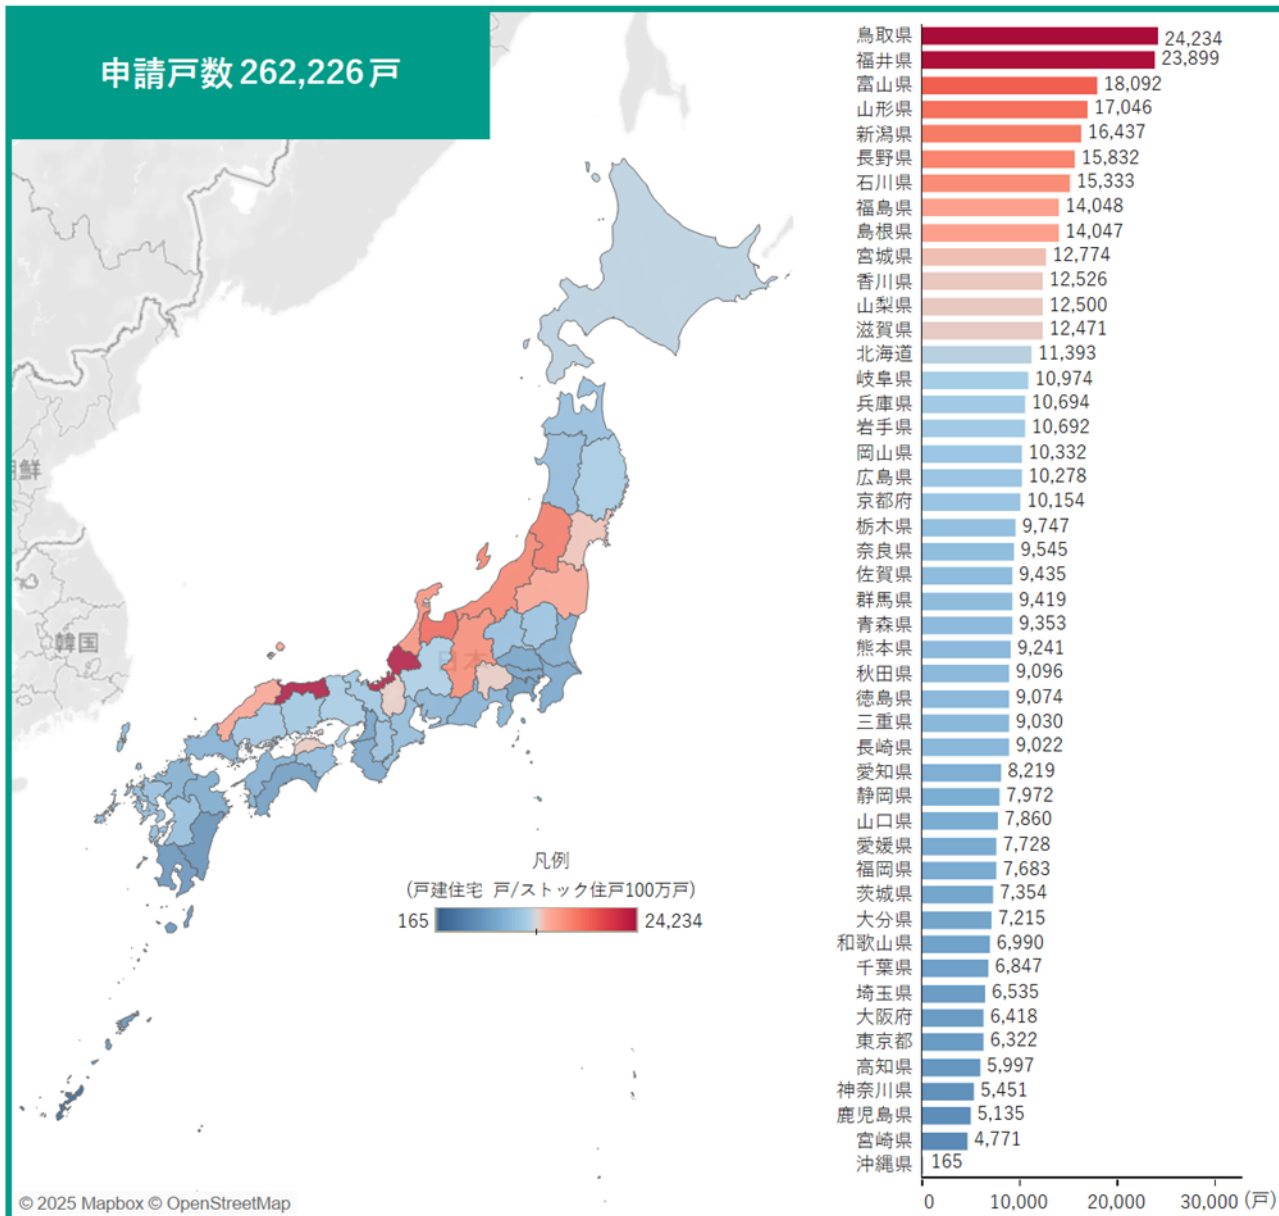 申請戸数 262,226戸
鮮
韓国
日本
凡例
(戸建住宅 戸/ストック住戸100万戸)
165 24,234
© 2025 Mapbox © OpenStreetMap
鳥取県 24,234
福井県 23,899
富山県 18,092
山形県 17,046
新潟県 16,437
長野県 15,832
石川県 15,333
福島県 14,048
島根県 14,047
宮城県 12,774
香川県 12,526
山梨県 12,500
滋賀県 12,471
北海道 11,393
岐阜県 10,974
兵庫県 10,694
岩手県 10,692
岡山県 10,332
広島県 10,278
京都府 10,154
栃木県 9,747
奈良県 9,545
佐賀県 9,435
群馬県 9,419
青森県 9,353
熊本県 9,241
秋田県 9,096
徳島県 9,074
三重県 9,030
長崎県 9,022
愛知県 8,219
静岡県 7,972
山口県 7,860
愛媛県 7,728
福岡県 7,683
茨城県 7,354
大分県 7,215
和歌山県 6,990
千葉県 6,847
埼玉県 6,535
大阪府 6,418
東京都 6,322
高知県 5,997
神奈川県 5,451
鹿児島県 5,135
宮崎県 4,771
沖縄県 165
0 10,000 20,000 30,000 (戸)